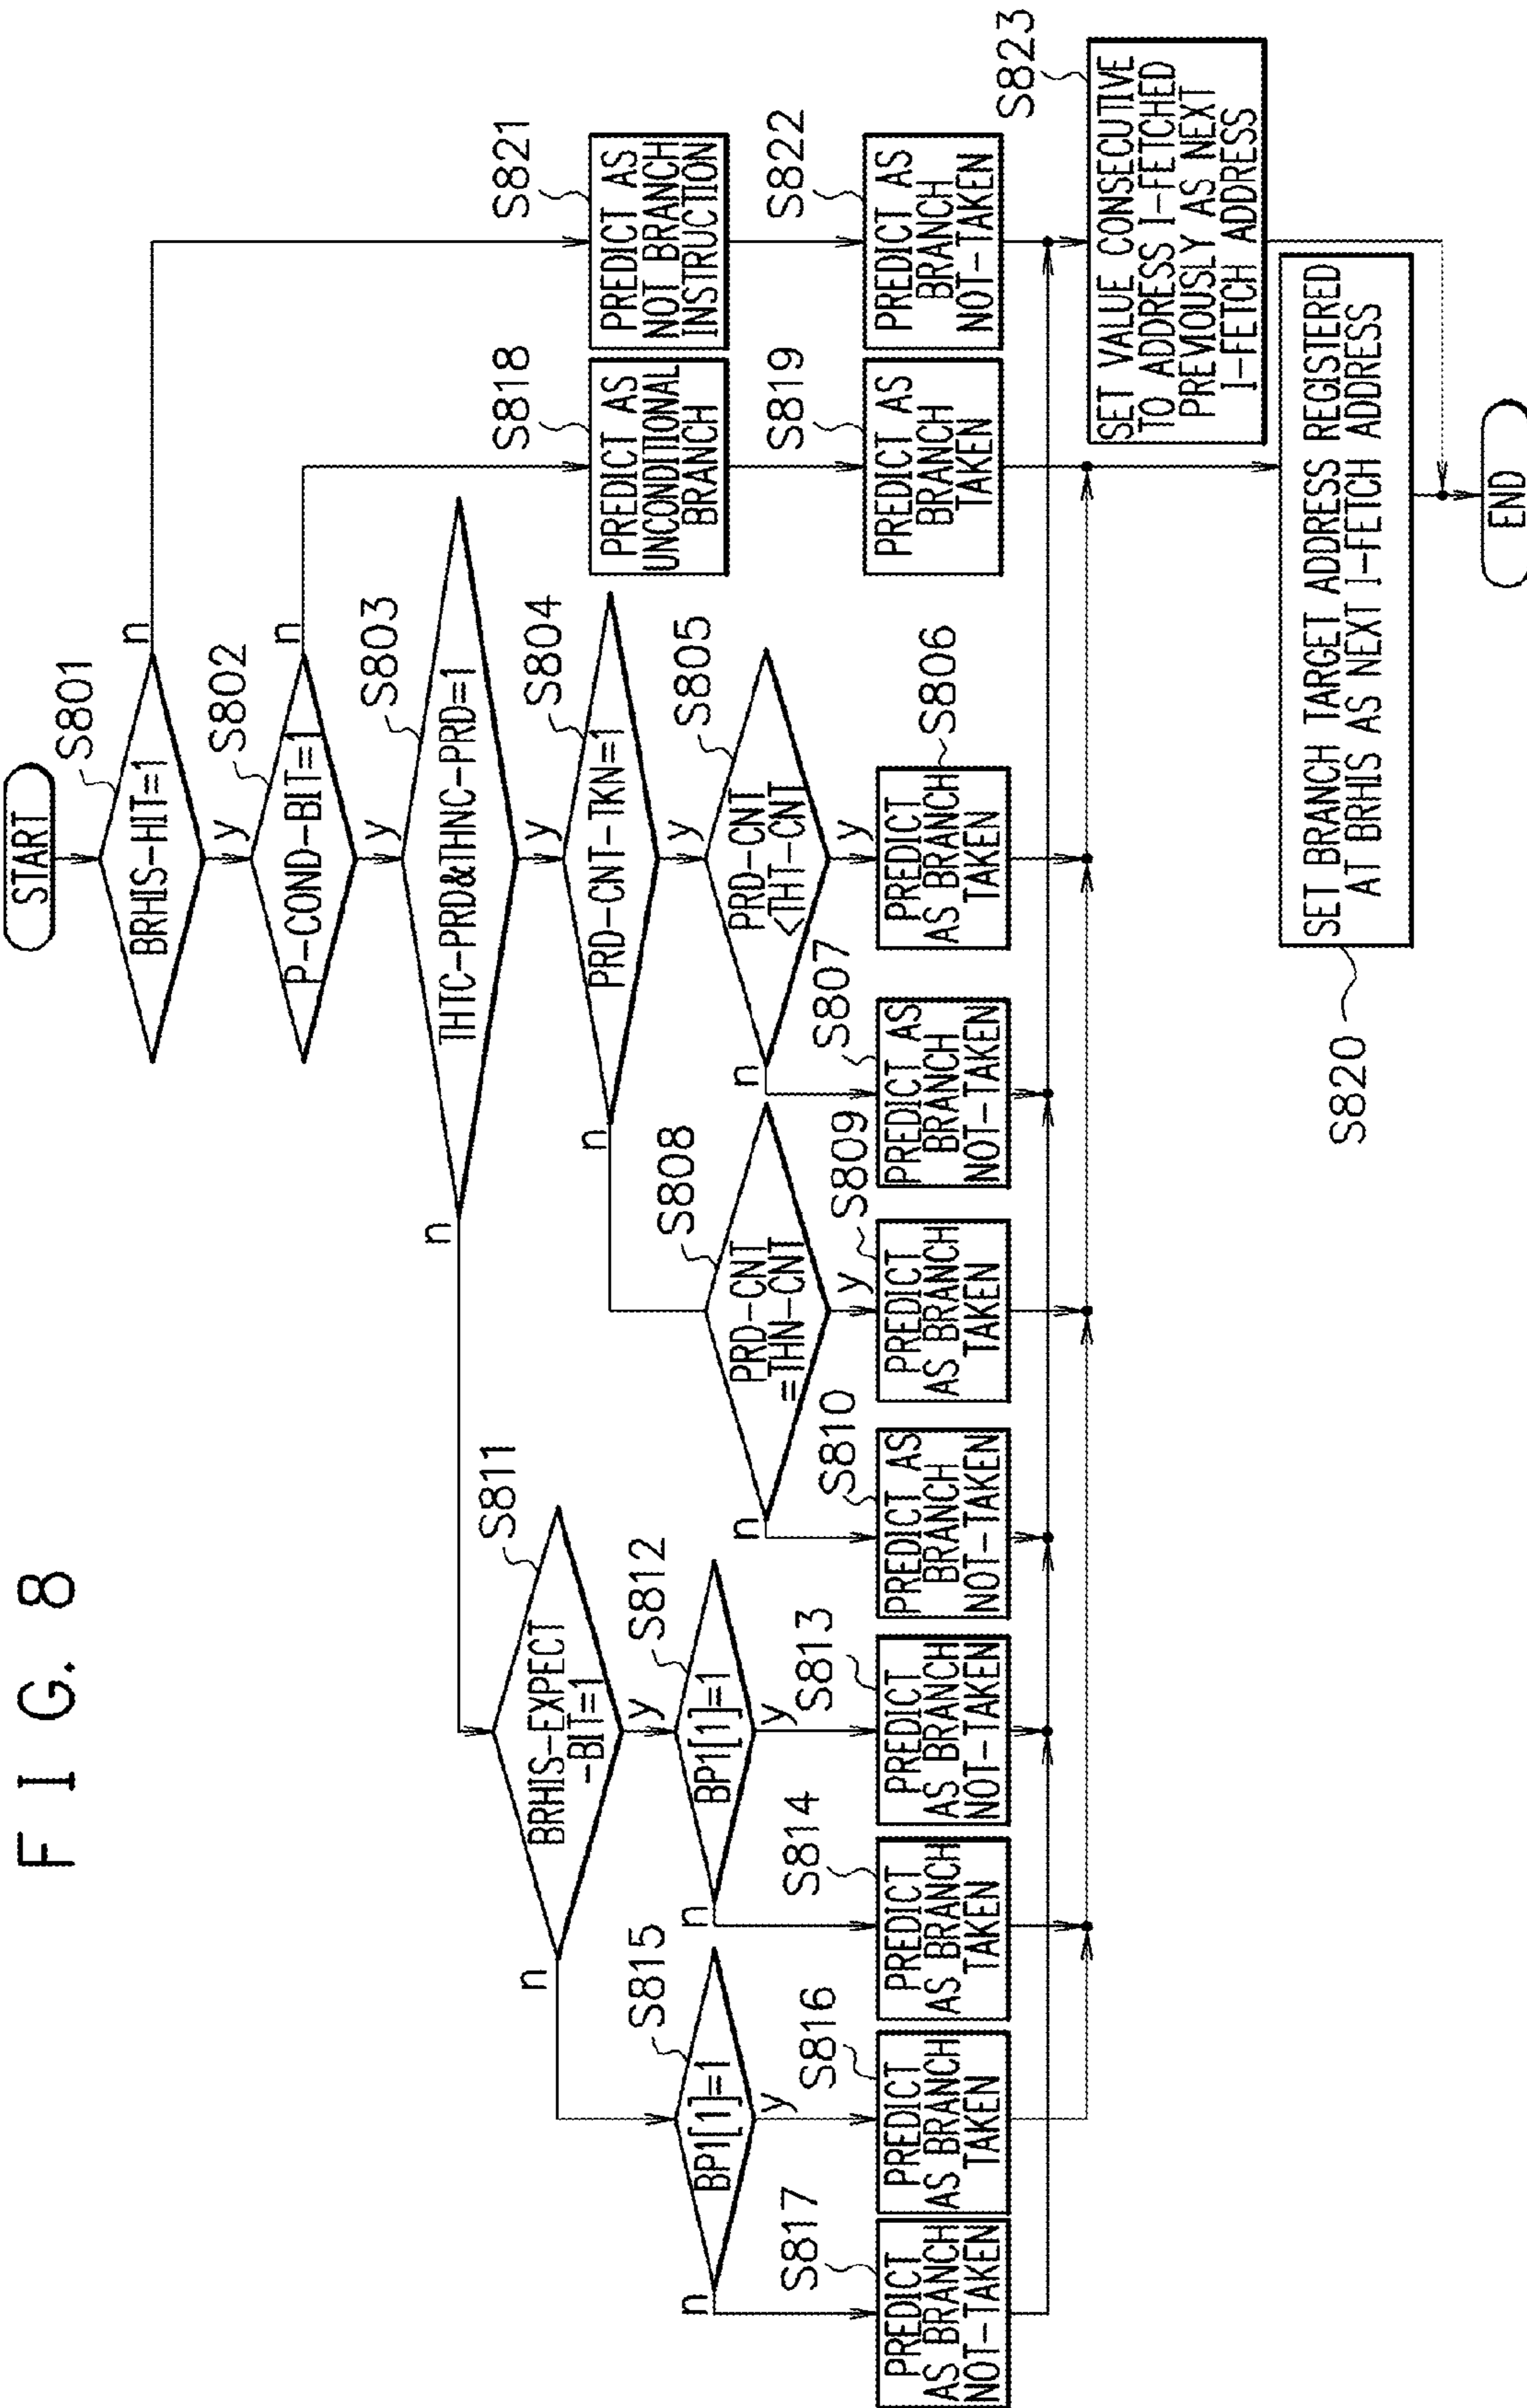 F I G. 8
START
S801
BRHIS-HIT=1
n
y
S802
P-COND-BIT=1
n
y
S803
THTC-PRD&THNC-PRD=1
n
y
S804
PRD-CNT-TKN=1
n
y
S805
PRD-CNT
<THT-CNT
n
y
S808
PRD-CNT
=THN-CNT
n
y
S811
BRHIS-EXPECT
-BIT=1
n
y
S812
BP1[1]=1
n
y
S815
BP1[1]=1
n
y
S817
PREDICT
AS BRANCH
NOT-TAKEN
S816
PREDICT
AS BRANCH
TAKEN
S814
PREDICT
AS BRANCH
TAKEN
S813
PREDICT
AS BRANCH
NOT-TAKEN
S810
PREDICT AS
BRANCH
NOT-TAKEN
S809
PREDICT
AS BRANCH
TAKEN
S807
PREDICT AS
BRANCH
NOT-TAKEN
S806
PREDICT
AS BRANCH
TAKEN
S818
PREDICT AS
UNCONDITIONAL
BRANCH
S821
PREDICT AS
NOT BRANCH
INSTRUCTION
S819
PREDICT AS
BRANCH
TAKEN
S822
PREDICT AS
BRANCH
NOT-TAKEN
S823
SET VALUE CONSECUTIVE
TO ADDRESS I-FETCHED
PREVIOUSLY AS NEXT
I-FETCH ADDRESS
S820
SET BRANCH TARGET ADDRESS REGISTERED
AT BRHIS AS NEXT I-FETCH ADDRESS
END